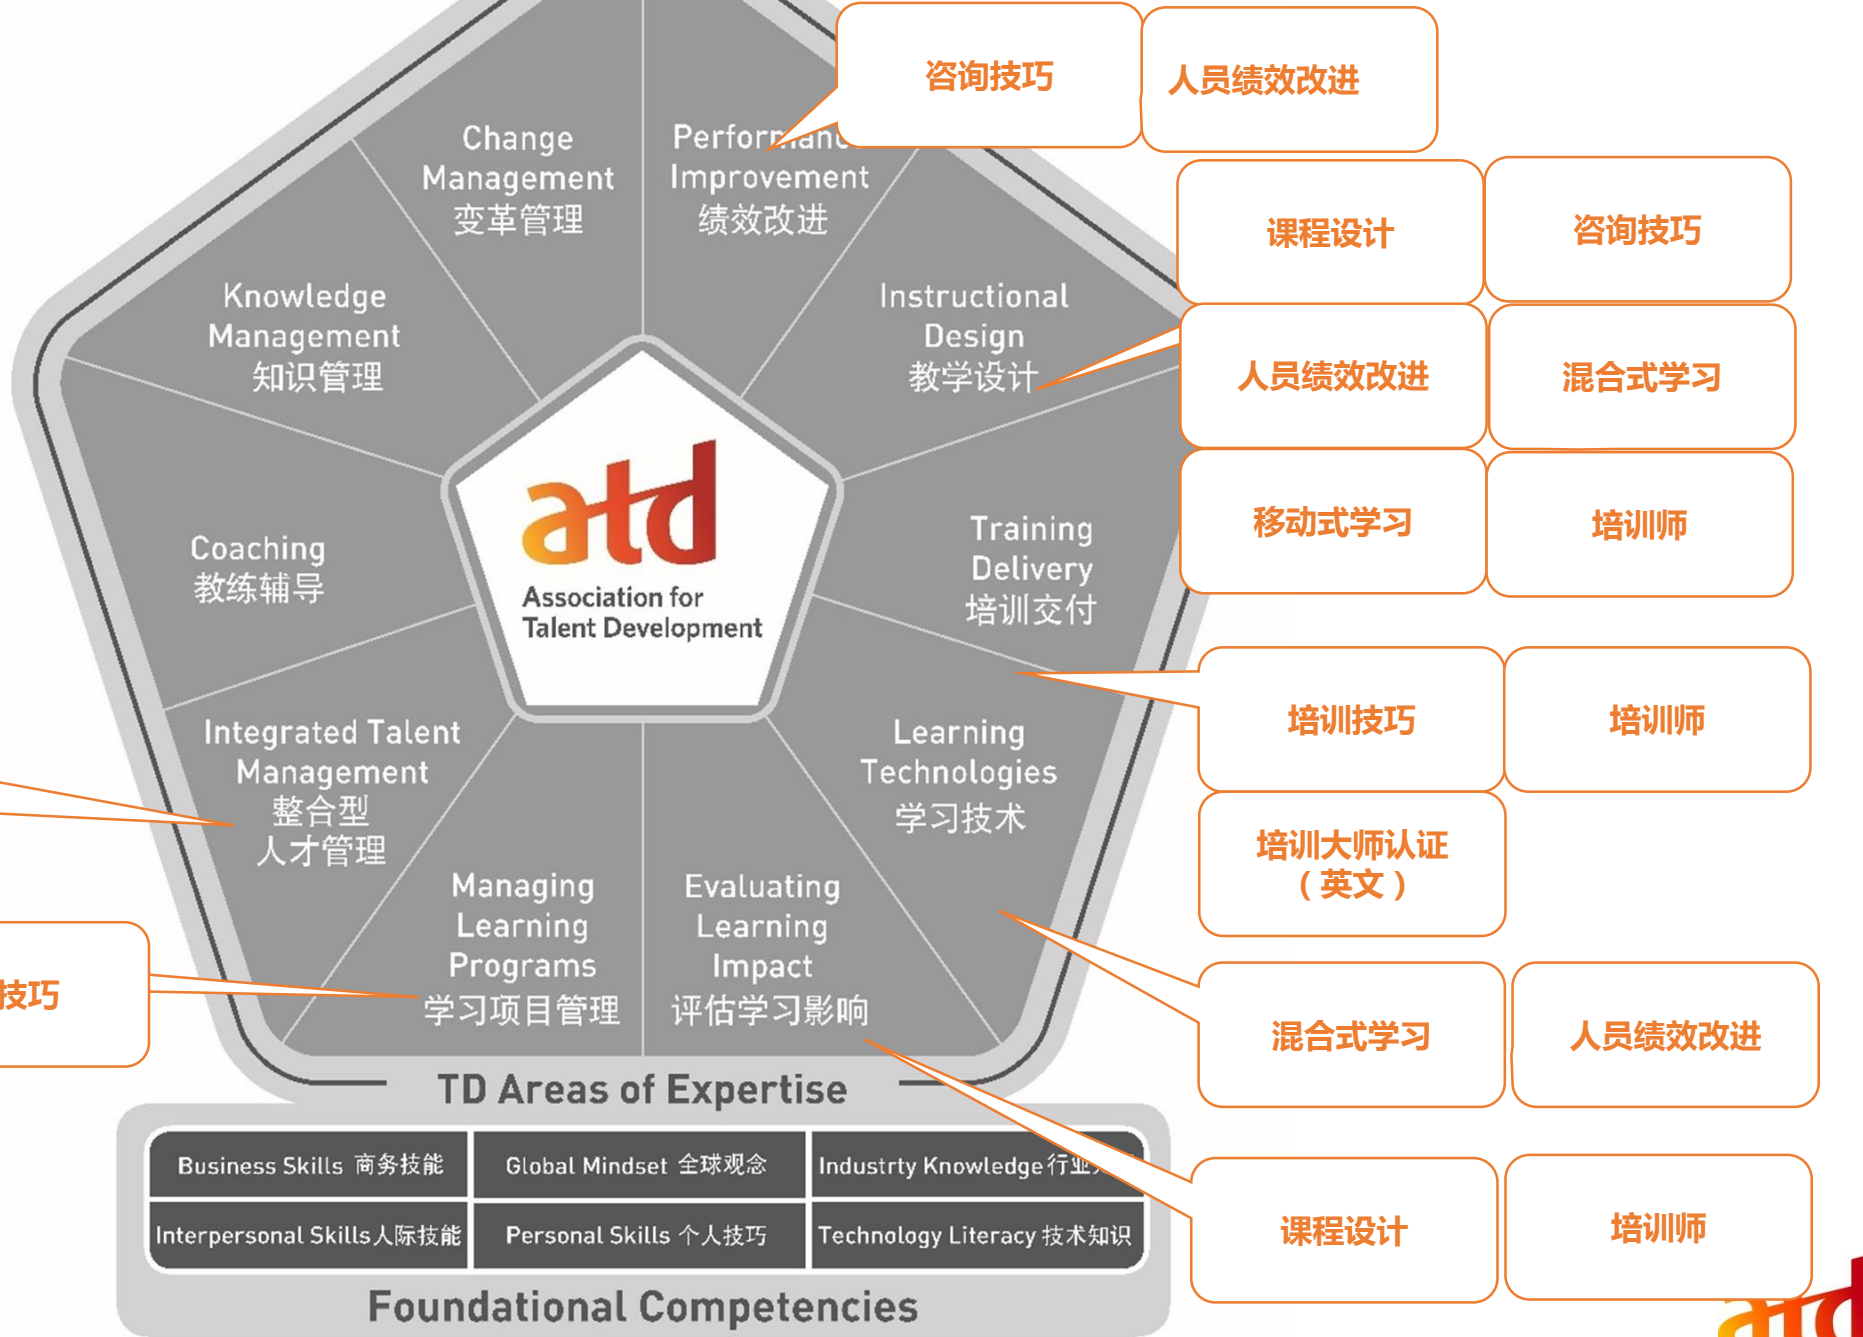 咨询技巧
人员绩效改进
Change
Management
变革管理
Improvement
绩效改进
课程设计
咨询技巧
Knowledge
Management
知识管理
Instructional
Design
教学设计
人员绩效改进
混合式学习
移动式学习
培训师
atd
Association for
Talent Development
Coaching
教练辅导
Training
Delivery
培训交付
培训技巧
培训师
Integrated Talent
Management
整合型
人才管理
Learning
Technologies
学习技术
培训大师认证
（英文）
Managing
Learning
Programs
学习项目管理
Evaluating
Learning
Impact
评估学习影响
技巧
混合式学习
人员绩效改进
TD Areas of Expertise
Business Skills 商务技能
Global Mindset 全球观念
Industrty Knowledge 行业
Interpersonal Skills人际技能
Personal Skills 个人技巧
Technology Literacy 技术知识
课程设计
培训师
Foundational Competencies
atd